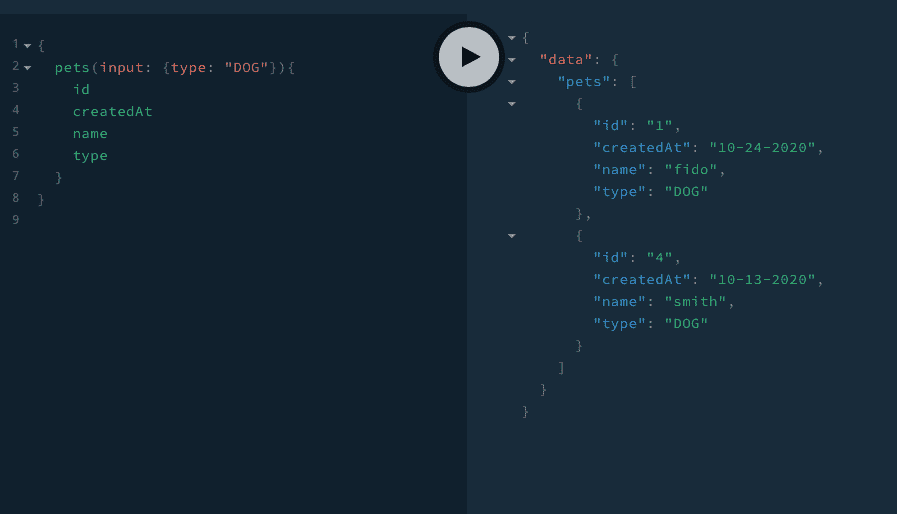 1 {
2 pets(input: {type: "DOG"}){
3 id
4 createdAt
5 name
6 type
7 }
8 }
9
{
"data": {
"pets": [
{
"id": "1",
"createdAt": "10-24-2020",
"name": "fido",
"type": "DOG"
},
{
"id": "4",
"createdAt": "10-13-2020",
"name": "smith",
"type": "DOG"
}
]
}
}